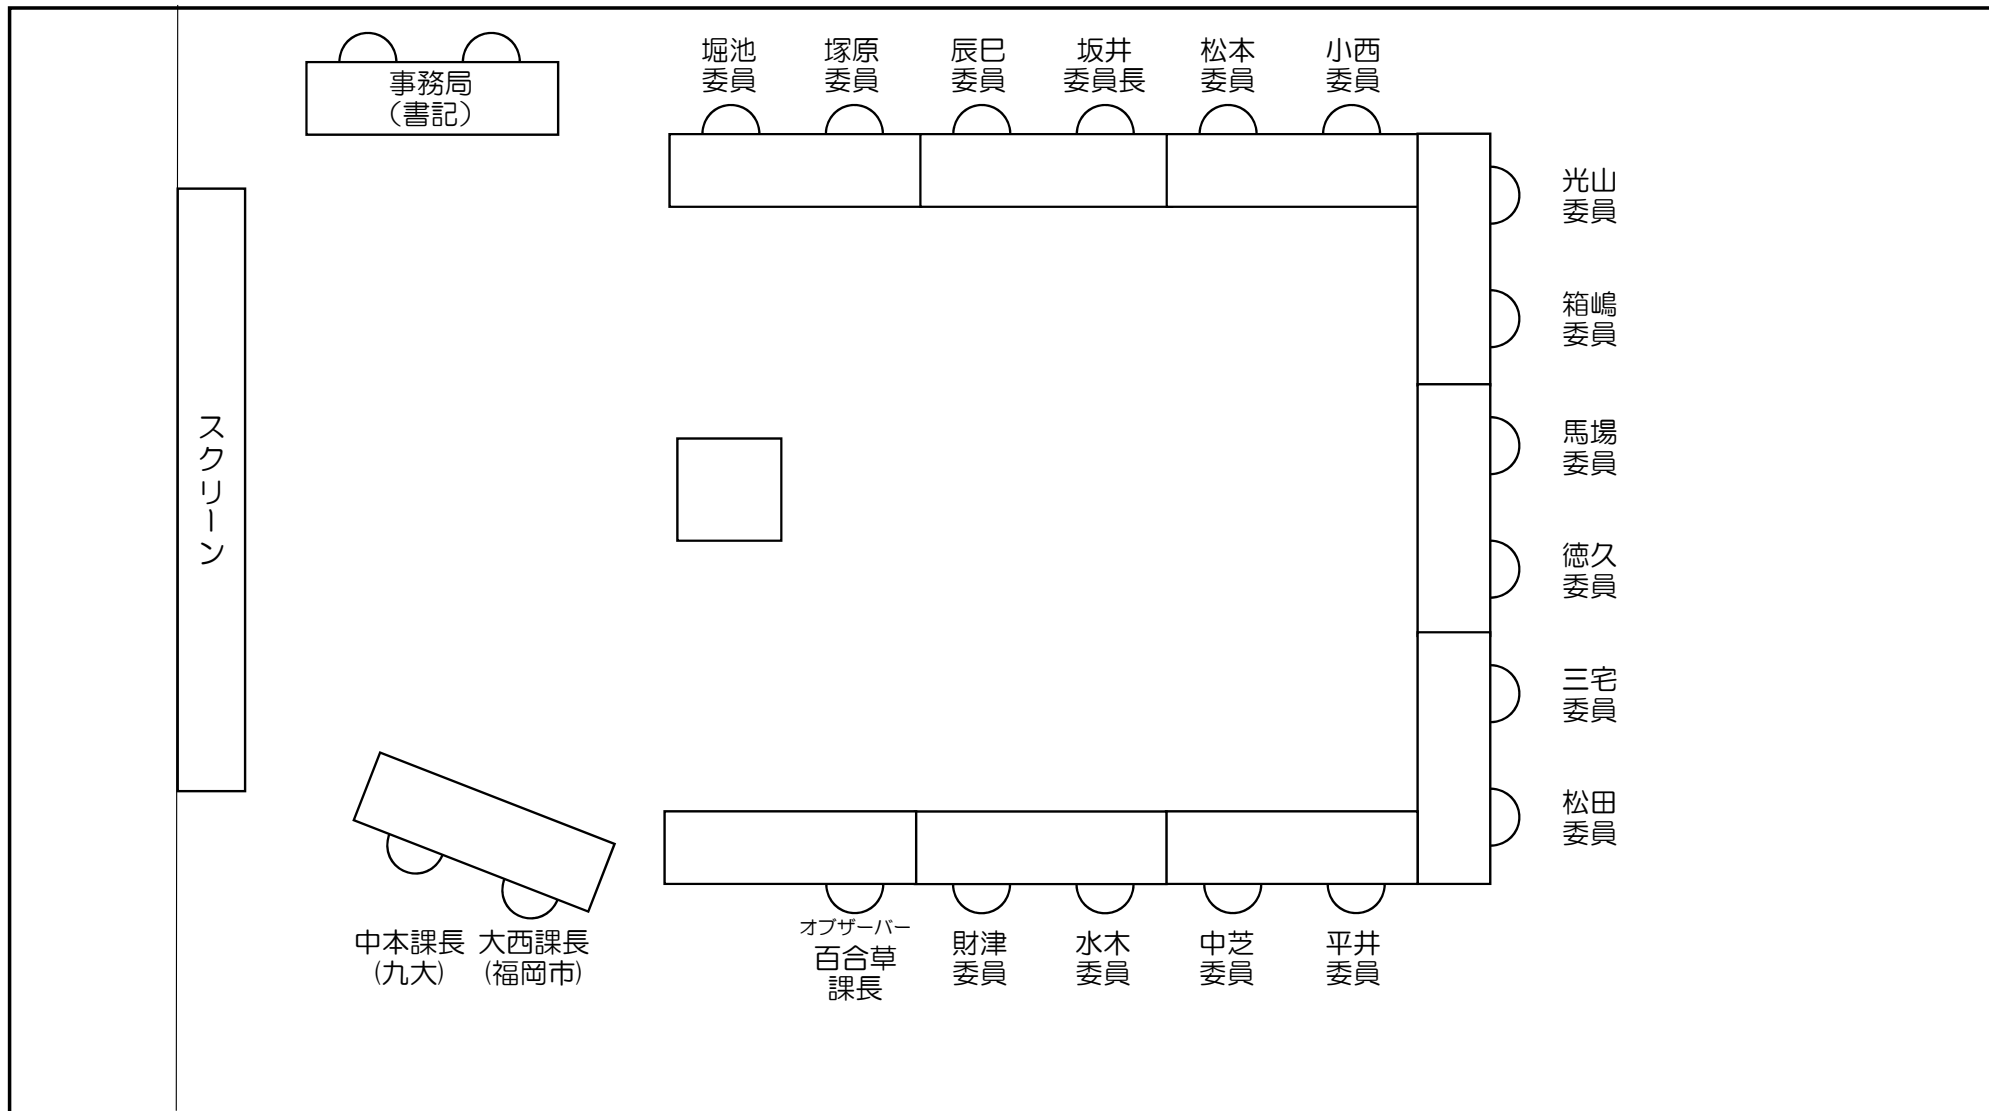 事務局
（書記）
堀池
委員
塚原
委員
辰巳
委員
坂井
委員長
松本
委員
小西
委員
光山
委員
箱嶋
委員
馬場
委員
徳久
委員
三宅
委員
松田
委員
スクリーン
中本課長
(九大)
大西課長
(福岡市)
オブザーバー
百合草
課長
財津
委員
水木
委員
中芝
委員
平井
委員